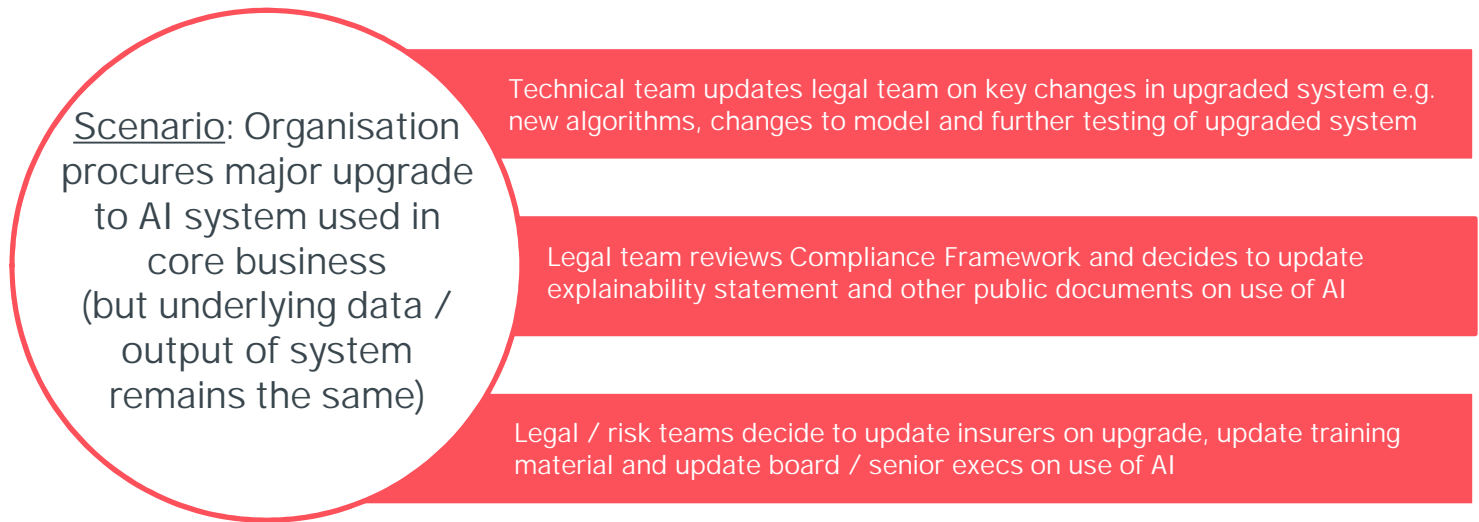 Scenario: Organisation
procures major upgrade
to AI system used in
core business
(but underlying data /
output of system
remains the same)
Technical team updates legal team on key changes in upgraded system e.g.
new algorithms, changes to model and further testing of upgraded system
Legal team reviews Compliance Framework and decides to update
explainability statement and other public documents on use of AI
Legal / risk teams decide to update insurers on upgrade, update training
material and update board / senior execs on use of AI